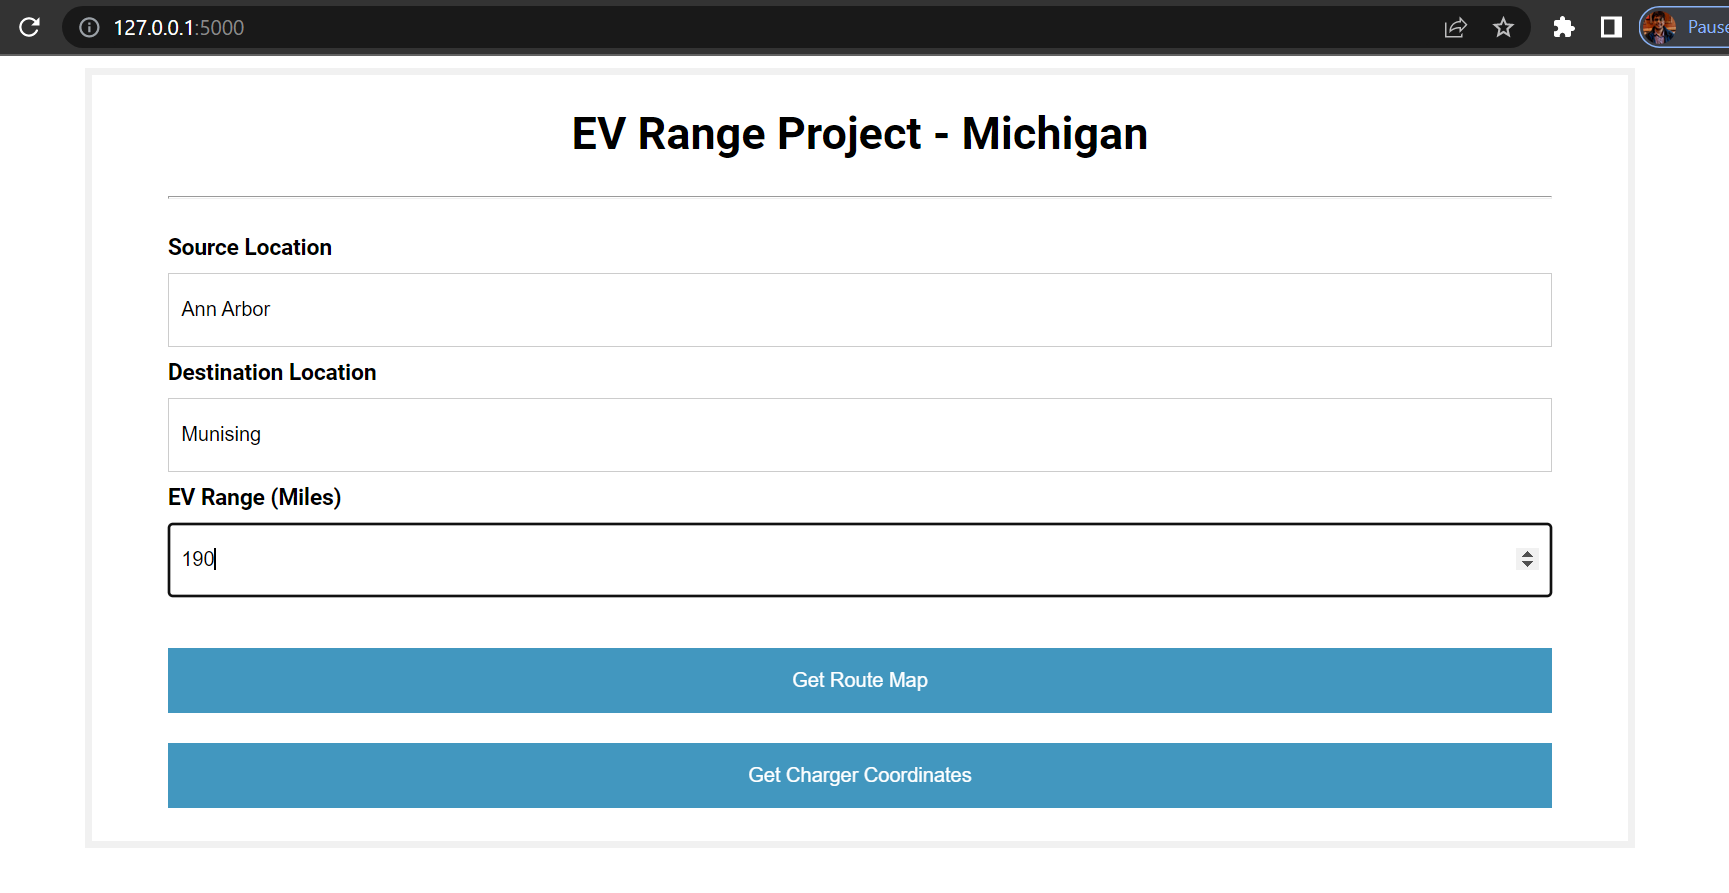 127.0.0.1:5000
Pause
EV Range Project - Michigan
Source Location
Ann Arbor
Destination Location
Munising
EV Range (Miles)
190
Get Route Map
Get Charger Coordinates